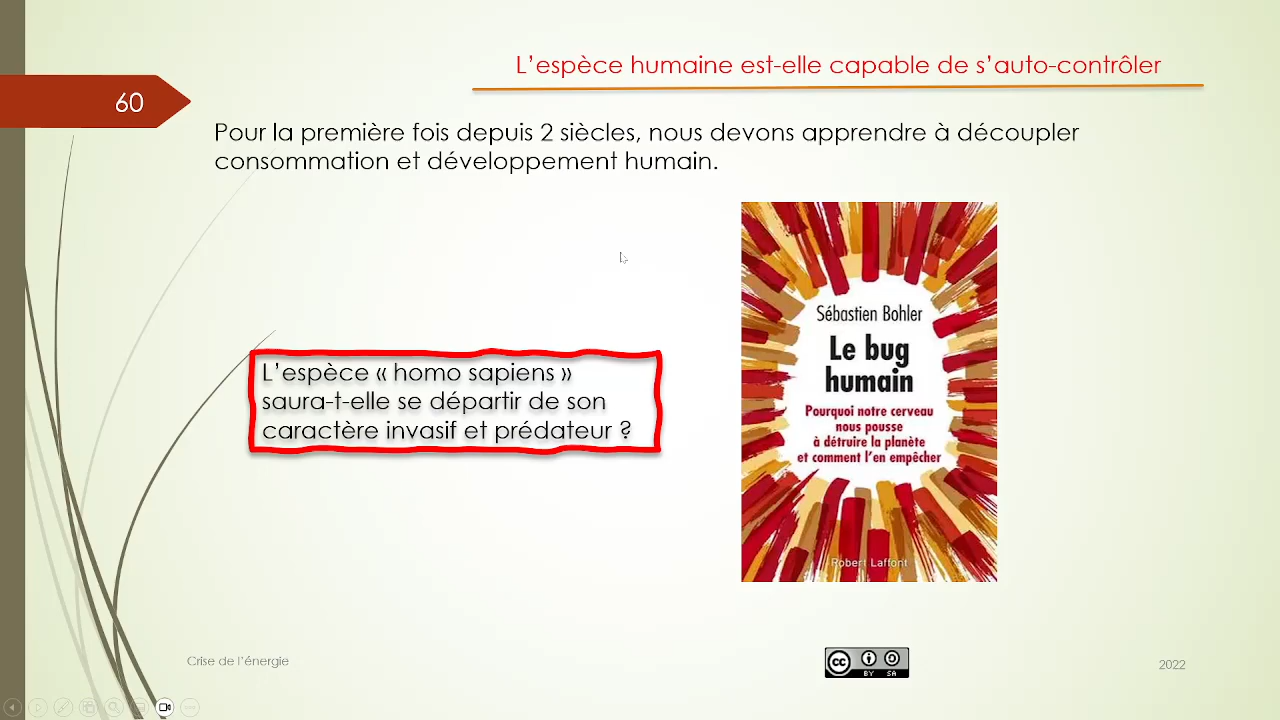 L'espèce humaine est-elle capable de s'auto-contrôler
60
Pour la première fois depuis 2 siècles, nous devons apprendre à découpler
consommation et développement humain.
L'espèce « homo sapiens »
saura-t-elle se départir de son
caractère invasif et prédateur ?
Sébastien Bohler
Le bug
humain
Pourquoi notre cerveau
nous pousse
à détruire la planète
et comment l'en empêcher
Robert Laffont
Crise de l'énergie
cc
BY SA
2022